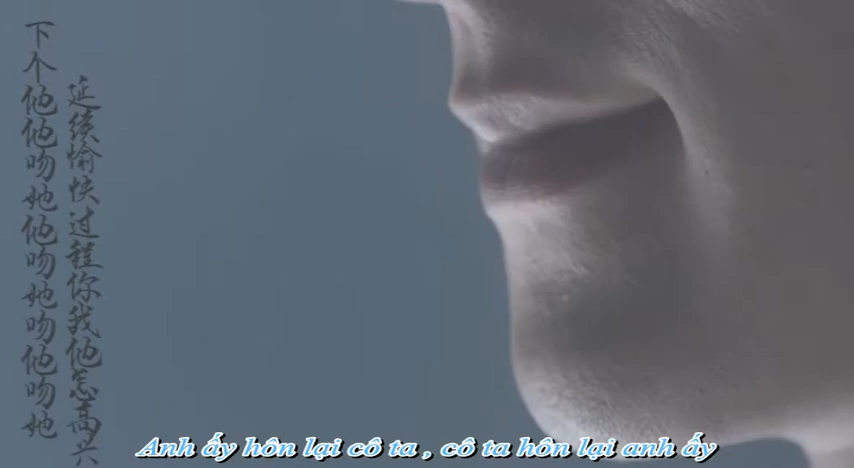 下个他他吻她他吻她吻他吻她
延续愉快过程你我他怎高兴
Anh ấy hôn lại cô ta , cô ta hôn lại anh ấy